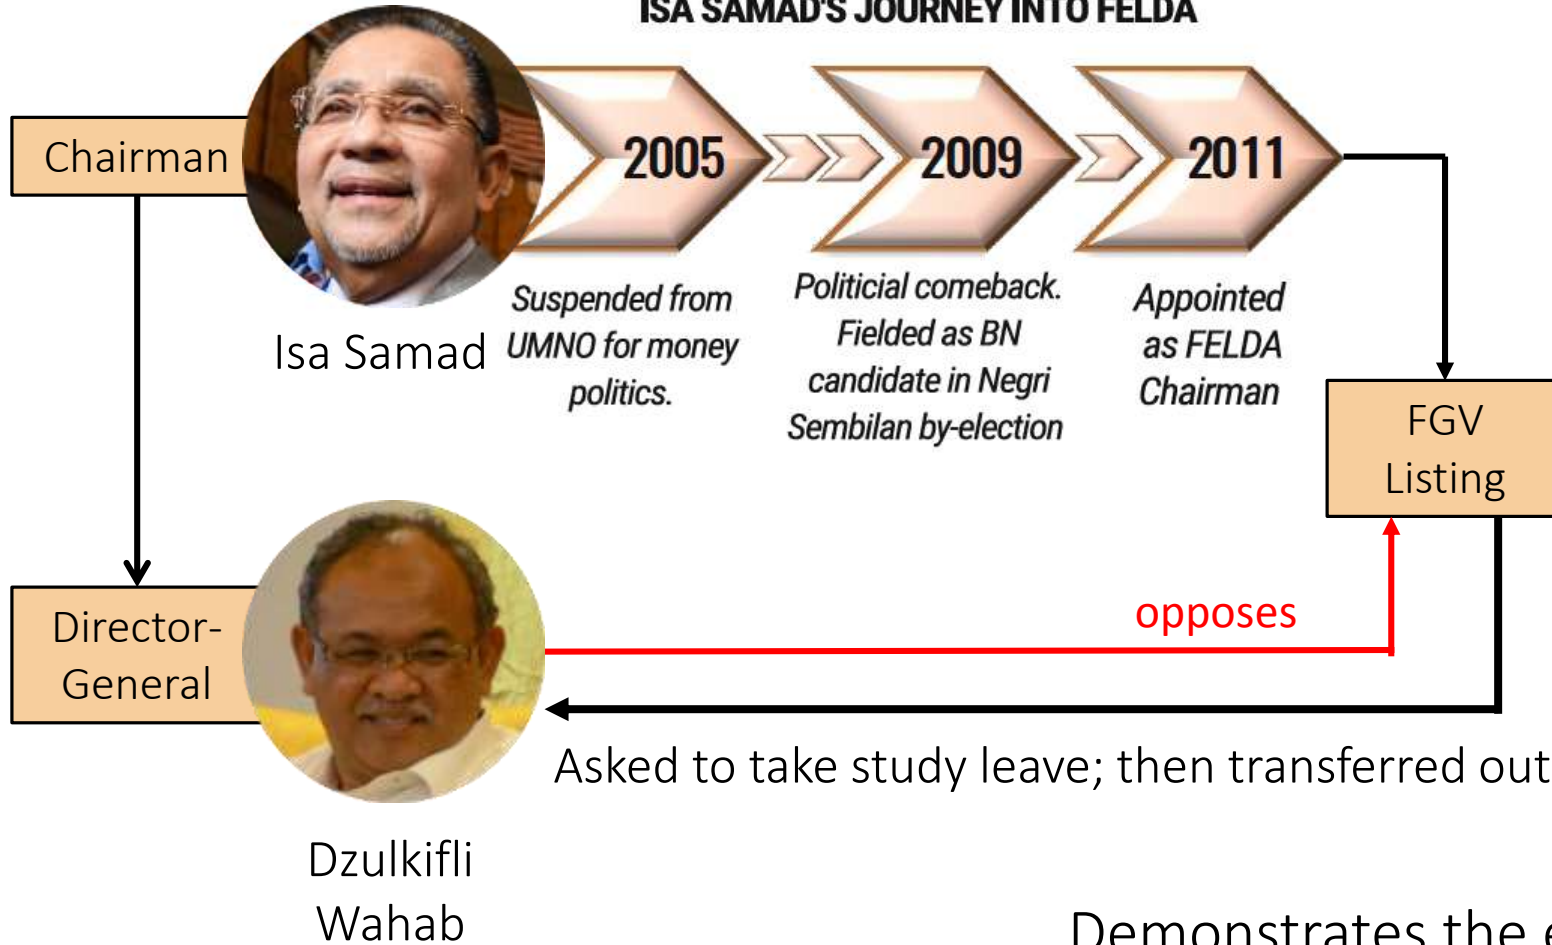 ISA SAMAD'S JOURNEY INTO FELDA
Chairman
2005
2009
2011
Isa Samad
Suspended from
UMNO for money
politics.
Politicial comeback.
Fielded as BN
candidate in Negri
Sembilan by-election
Appointed
as FELDA
Chairman
FGV
Listing
Director-
General
opposes
Asked to take study leave; then transferred out
Dzulkifli
Wahab
Demonstrates the